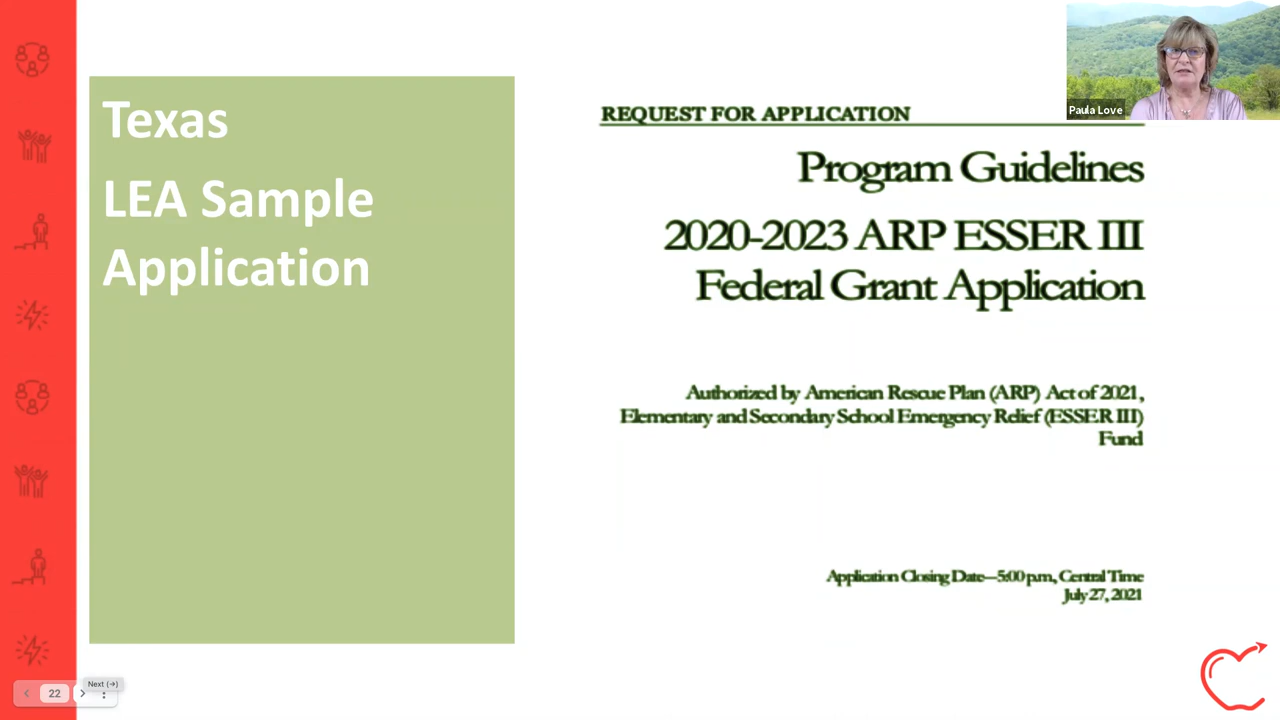 Texas
LEA Sample
Application
REQUEST FOR APPLICATION
Program Guidelines
2020-2023 ARP ESSER III
Federal Grant Application
Authorized by American Rescue Plan (ARP) Act of 2021,
Elementary and Secondary School Emergency Relief (ESSER III)
Fund
Application Closing Date—5:00 p.m., Central Time
July 27, 2021
Paula Love
Next (→)
22